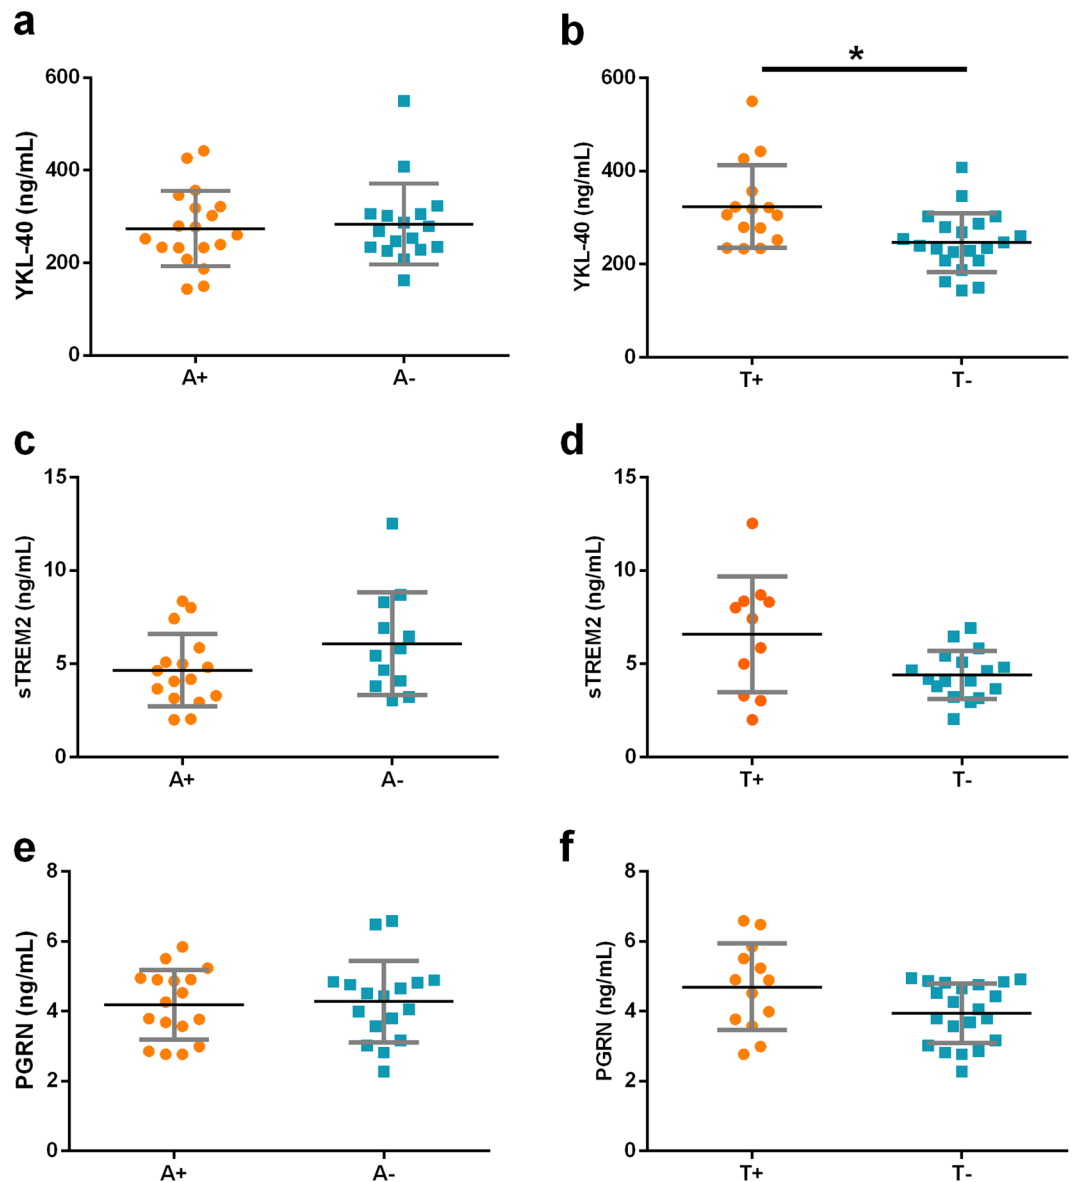 a
YKL-40 (ng/mL)
600
400
200
0
A+
A-
b
*
YKL-40 (ng/mL)
600
400
200
0
T+
T-
c
sTREM2 (ng/mL)
15
10
5
0
A+
A-
d
sTREM2 (ng/mL)
15
10
5
0
T+
T-
e
PGRN (ng/mL)
8
6
4
2
0
A+
A-
f
PGRN (ng/mL)
8
6
4
2
0
T+
T-